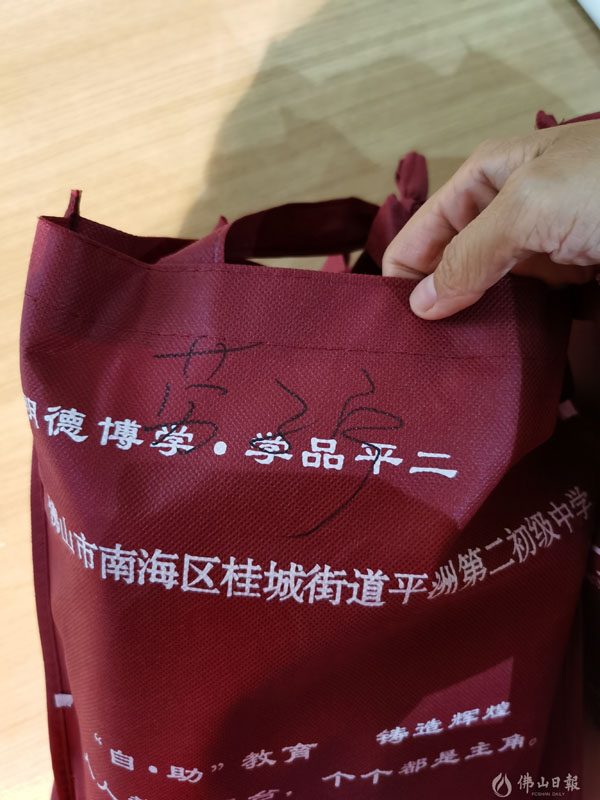 明德博学·学品平二
佛山市南海区桂城街道平洲第二初级中学
“自·助”教育 铸造辉煌
个个都是主角。
佛山日報
FOSHAN DAILY